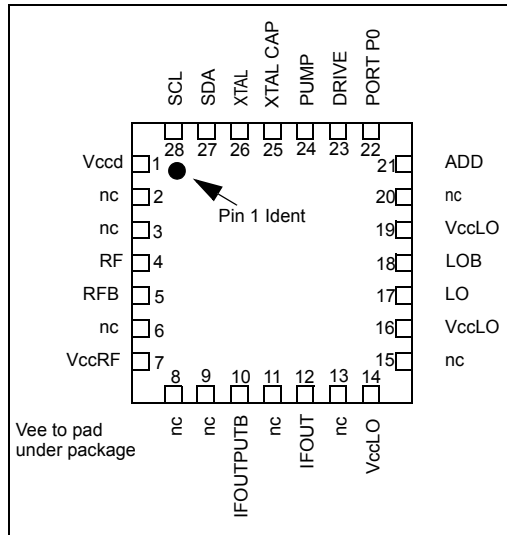 SCL
SDA
XTAL
XTAL CAP
PUMP
DRIVE
PORT P0
28
27
26
25
24
23
22
Vccd
1
nc
2
nc
3
RF
4
RFB
5
nc
6
VccRF
7
Pin 1 Ident
21
ADD
20
nc
19
VccLO
18
LOB
17
LO
16
VccLO
15
nc
8
9
10
11
12
13
14
nc
nc
IFOUTPUTB
nc
IFOUT
nc
VccLO
Vee to pad
under package